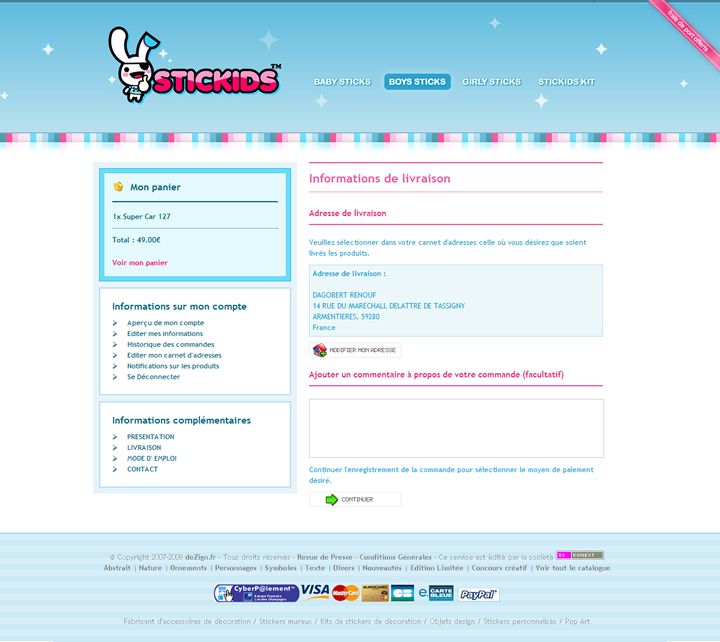 frais de port offerts
STICKIDS™
BABY STICKS BOYS STICKS GIRLY STICKS STICKIDS KIT
Mon panier
1x Super Car 127
Total : 49.00€
Voir mon panier
Informations sur mon compte
Aperçu de mon compte
Editer mes informations
Historique des commandes
Editer mon carnet d'adresses
Notifications sur les produits
Se Déconnecter
Informations complémentaires
PRESENTATION
LIVRAISON
MODE D' EMPLOI
CONTACT
Informations de livraison
Adresse de livraison
Veuillez sélectionner dans votre carnet d'adresses celle où vous désirez que soient
livrés les produits.
Adresse de livraison :
DAGOBERT RENOUF
14 RUE DU MARECHALL DELATTRE DE TASSIGNY
ARMENTIERES, 59280
France
MODIFIER MON ADRESSE
Ajouter un commentaire à propos de votre commande (facultatif)
Continuer l'enregistrement de la commande pour sélectionner le moyen de paiement
désiré.
CONTINUER
© Copyright 2007-2008 deZign.fr - Tous droits réservés - Revue de Presse - Conditions Générales - Ce service est édité par la société
Abstrait | Nature | Ornements | Personnages | Symboles | Texte | Divers | Nouveautés | Edition Limitée | Concours créatif | Voir tout le catalogue
CyberP@iement™ VISA MasterCard EUROCARD CB e. CARTE BLEUE PayPal
Fabricant d'accessoires de décoration / Stickers muraux / Kits de stickers de décoration / Objets design / Stickers personnalisés / Pop Art